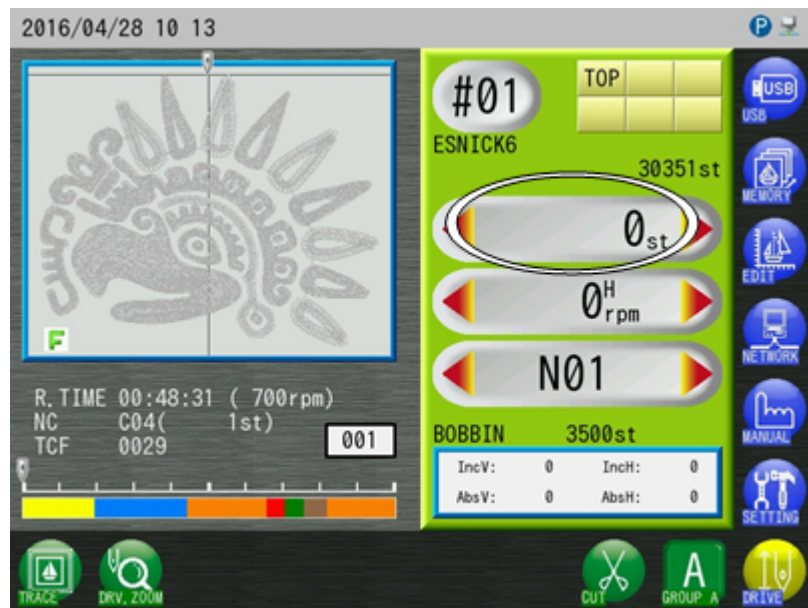 2016/04/28 10 13
P
F
R.TIME 00:48:31 ( 700rpm)
NC C04( 1st)
TCF 0029
001
#01
TOP
ESNICK6
30351st
0st
0H rpm
N01
BOBBIN 3500st
IncV: 0 IncH: 0
AbsV: 0 AbsH: 0
USB
USB
MEMORY
EDIT
NETWORK
MANUAL
SETTING
TRACE
DRV.ZOOM
CUT
A
GROUP A
DRIVE